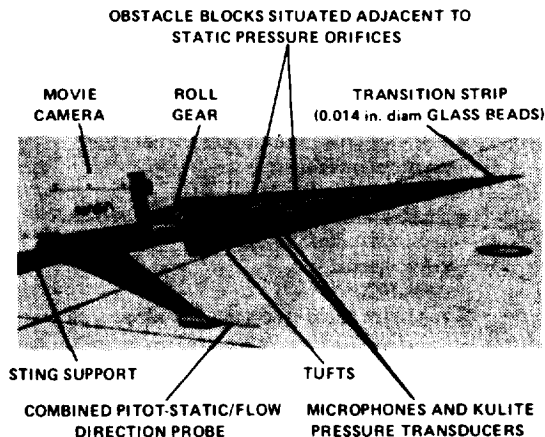 OBSTACLE BLOCKS SITUATED ADJACENT TO
STATIC PRESSURE ORIFICES
MOVIE
CAMERA
ROLL
GEAR
TRANSITION STRIP
(0.014 in. diam GLASS BEADS)
STING SUPPORT
TUFTS
COMBINED PITOT-STATIC/FLOW
DIRECTION PROBE
MICROPHONES AND KULITE
PRESSURE TRANSDUCERS